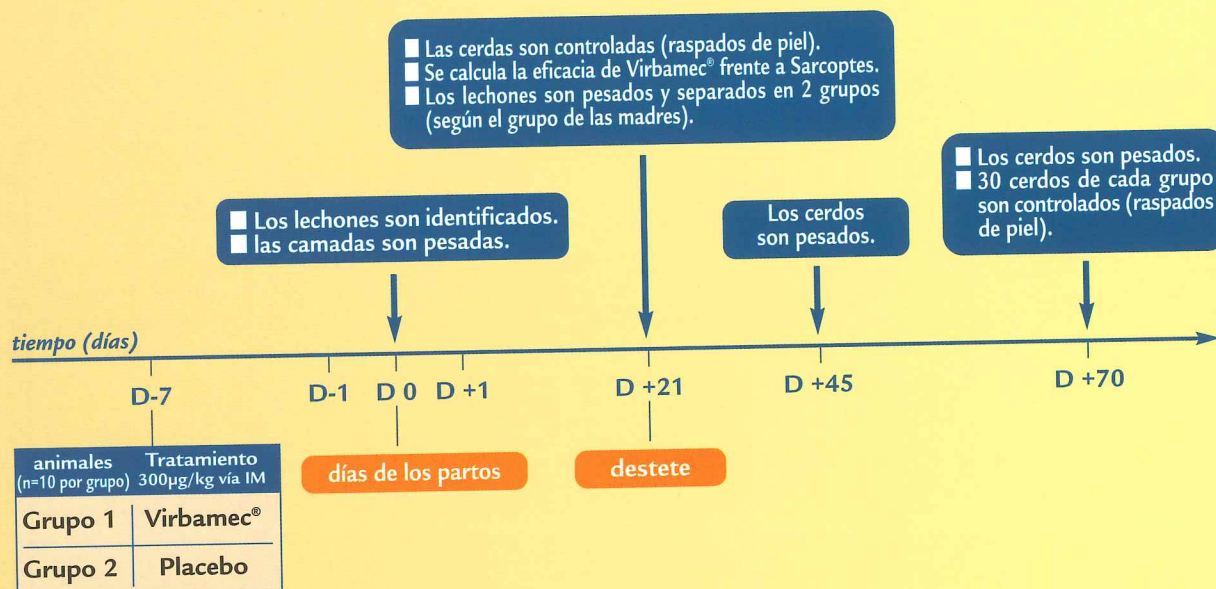 ■ Las cerdas son controladas (raspados de piel).
■ Se calcula la eficacia de Virbamec® frente a Sarcoptes.
■ Los lechones son pesados y separados en 2 grupos
(según el grupo de las madres).
■ Los lechones son identificados.
■ las camadas son pesadas.
Los cerdos
son pesados.
■ Los cerdos son pesados.
■ 30 cerdos de cada grupo
son controlados (raspados
de piel).
tiempo (días)
D-7 D-1 D 0 D +1 D +21 D +45 D +70
días de los partos
destete
animales Tratamiento
(n=10 por grupo) 300µg/kg vía IM
Grupo 1 Virbamec®
Grupo 2 Placebo